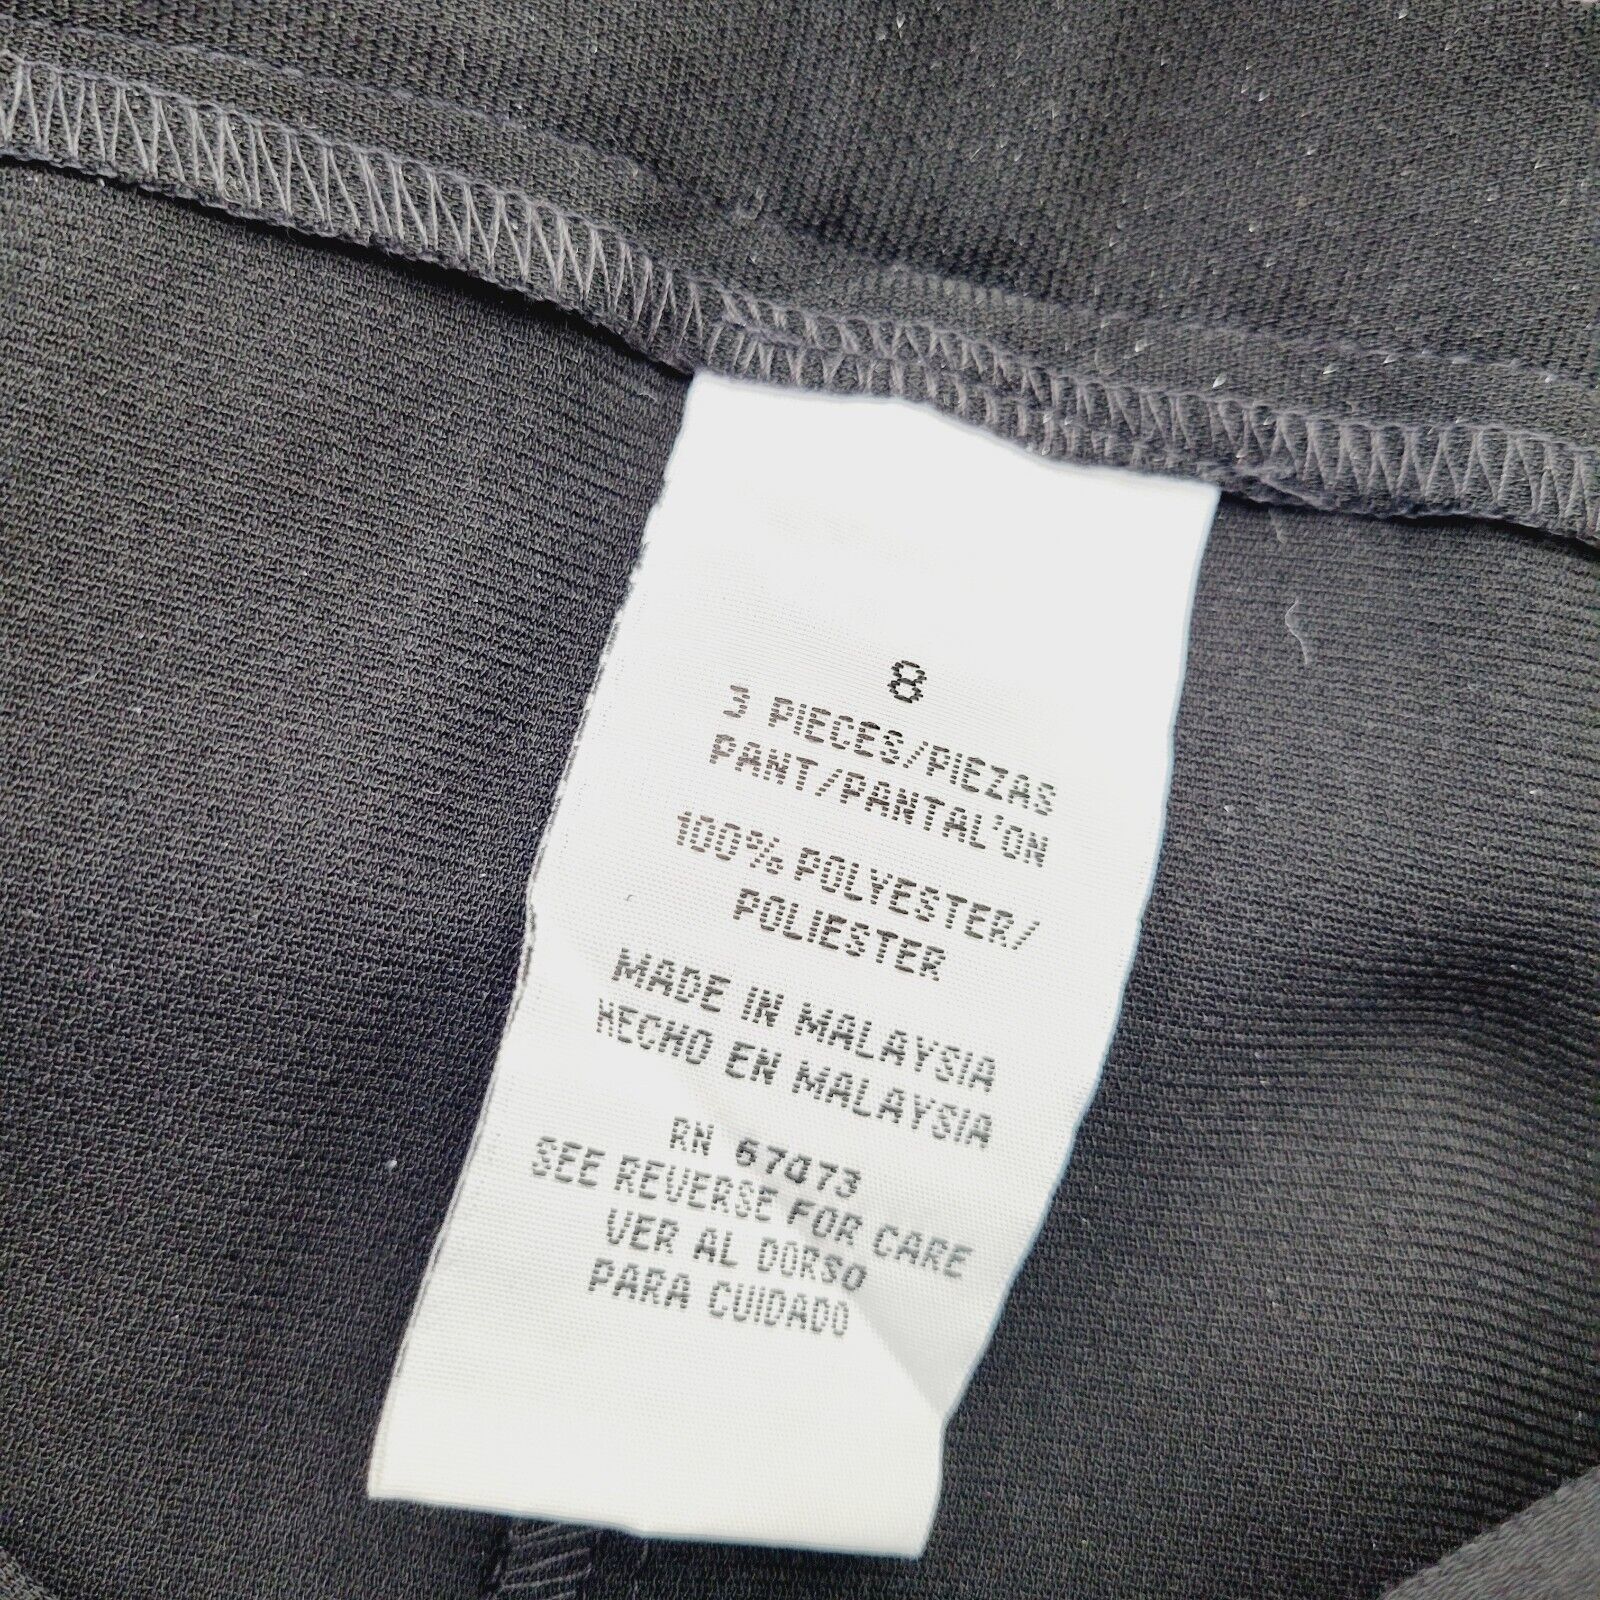 8
3 PIECES/PIEZAS
PANT/PANTAL'ON
100% POLYESTER/
POLIESTER
MADE IN MALAYSIA
HECHO EN MALAYSIA
RN 67073
SEE REVERSE FOR CARE
VER AL DORSO
PARA CUIDADO